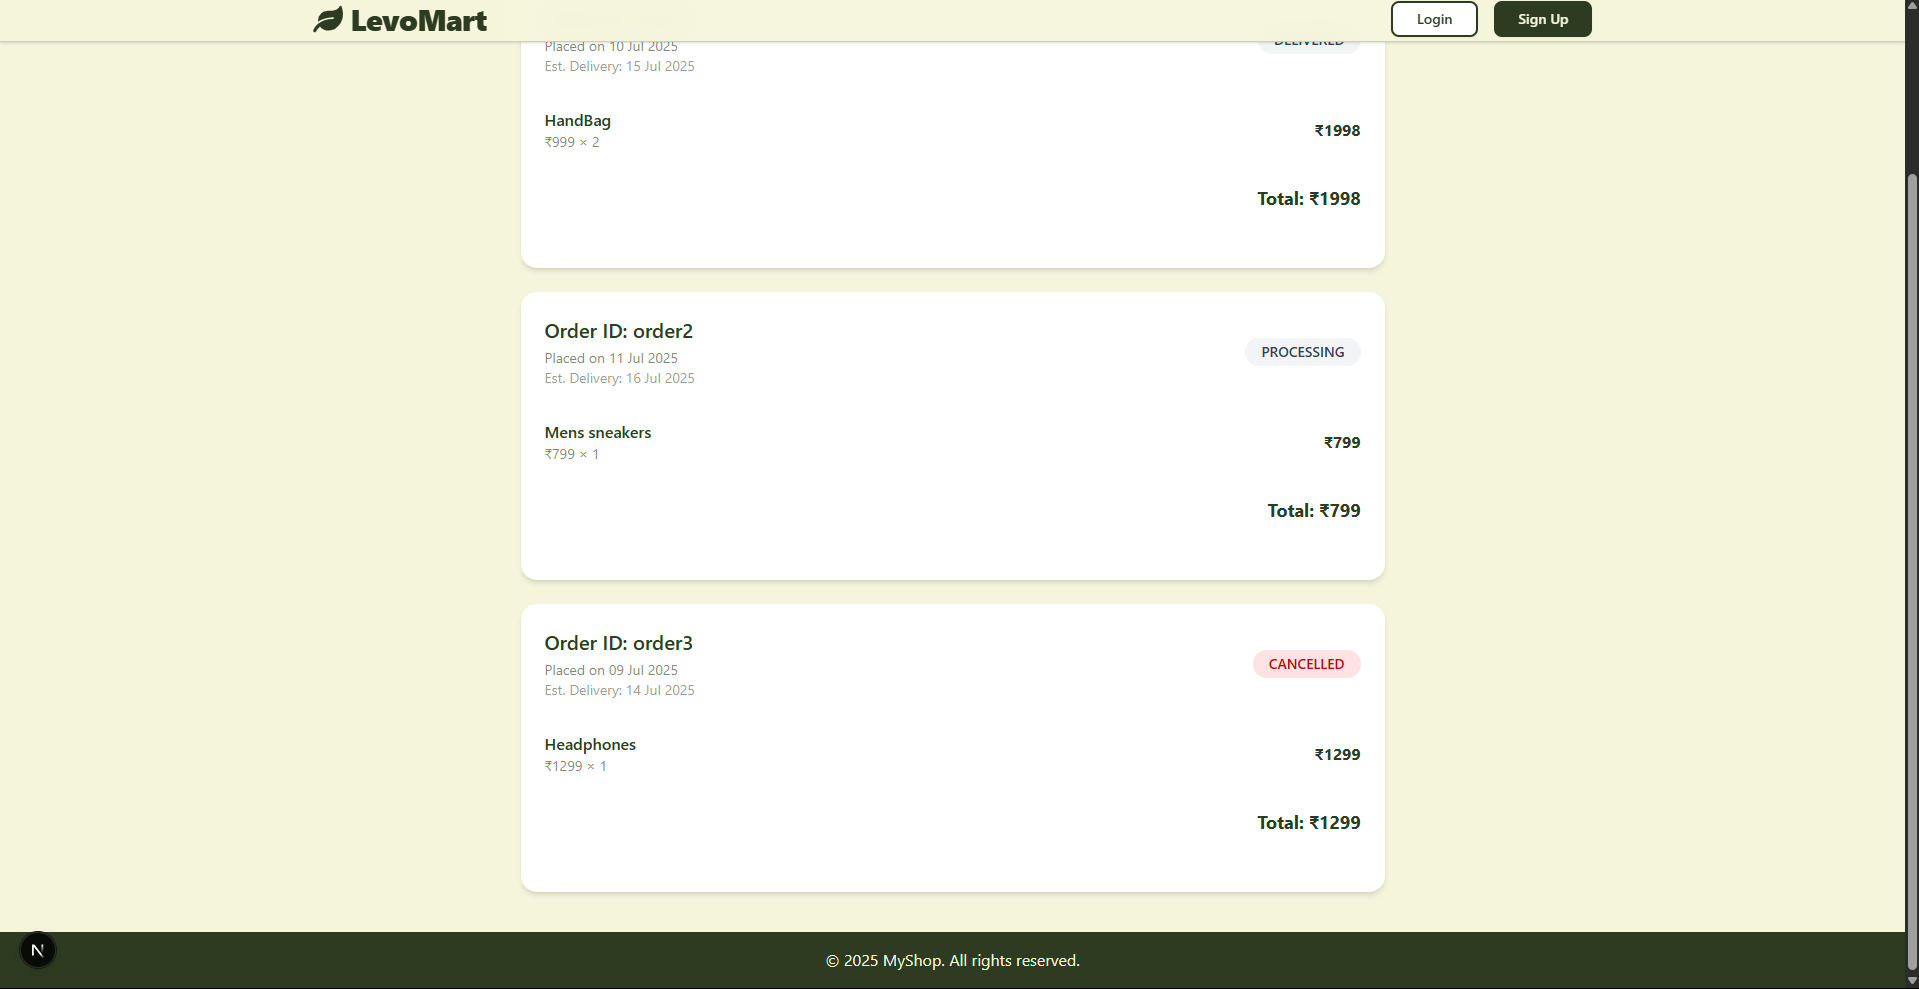 LevoMart
Login
Sign Up
Placed on 10 Jul 2025
DELIVERED
Est. Delivery: 15 Jul 2025
HandBag
₹999 × 2
₹1998
Total: ₹1998
Order ID: order2
Placed on 11 Jul 2025
Est. Delivery: 16 Jul 2025
PROCESSING
Mens sneakers
₹799 × 1
₹799
Total: ₹799
Order ID: order3
Placed on 09 Jul 2025
Est. Delivery: 14 Jul 2025
CANCELLED
Headphones
₹1299 × 1
₹1299
Total: ₹1299
N
© 2025 MyShop. All rights reserved.